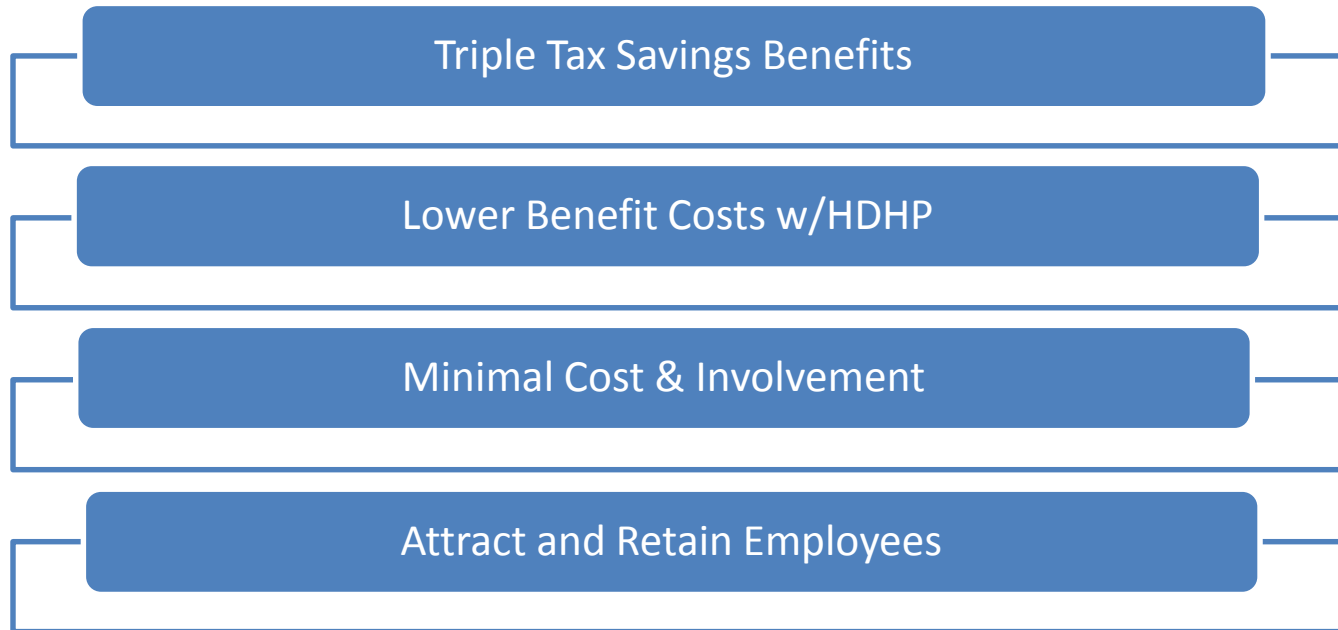 Triple Tax Savings Benefits
Lower Benefit Costs w/HDHP
Minimal Cost & Involvement
Attract and Retain Employees